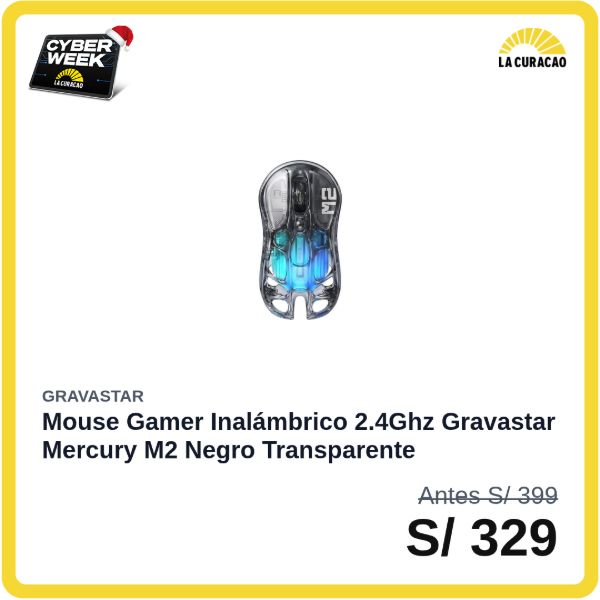 CYBER
WEEK
LA CURACAO
LA CURACAO
M2
GRAVASTAR
Mouse Gamer Inalámbrico 2.4Ghz Gravastar
Mercury M2 Negro Transparente
Antes S/ 399
S/ 329